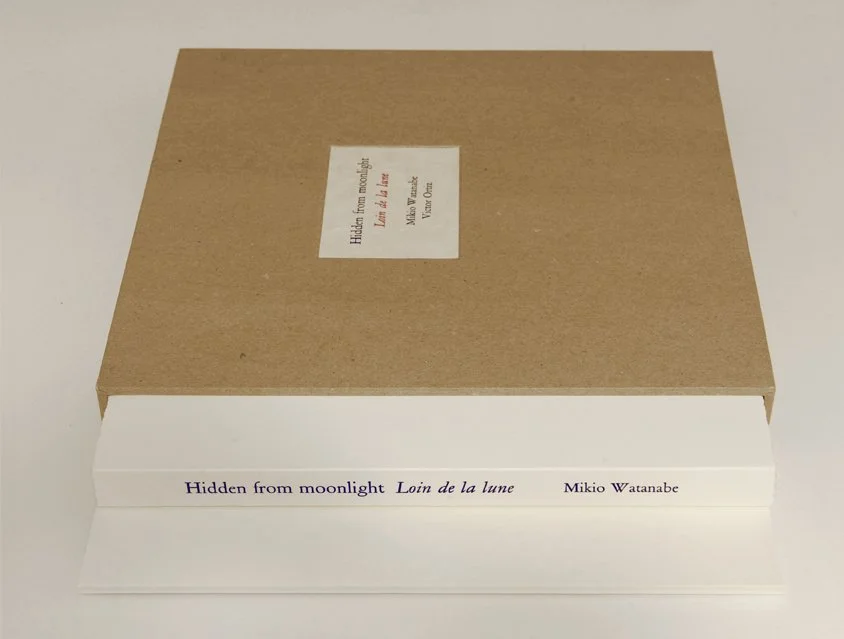 Hidden from moonlight
Loin de la lune
Mikio Watanabe
Victor Ortiz
Hidden from moonlight Loin de la lune Mikio Watanabe